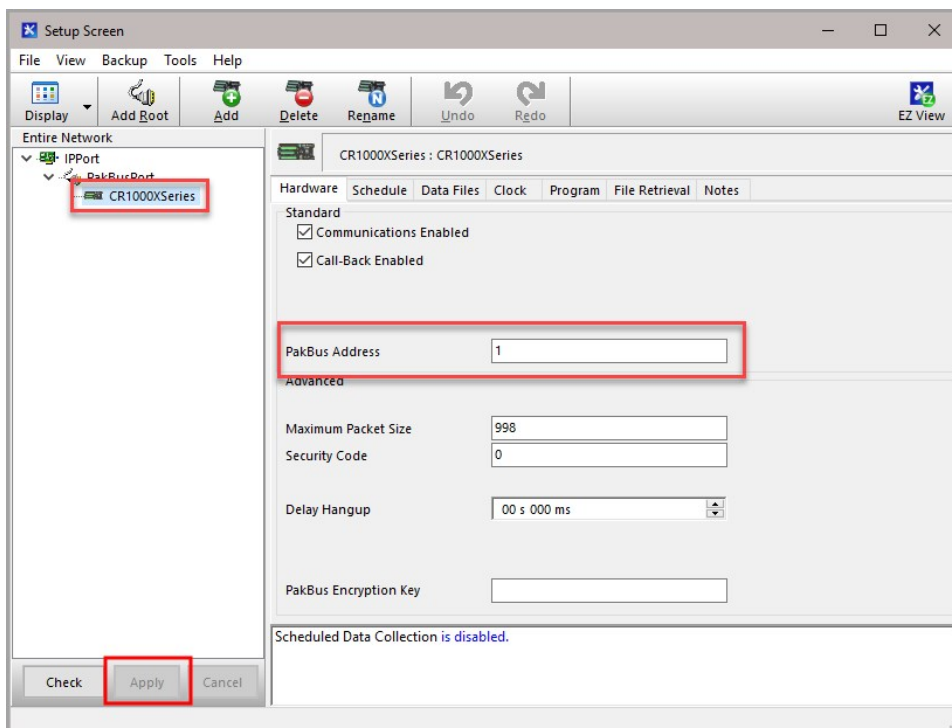 Setup Screen
File View Backup Tools Help
Display Add Root Add Delete Rename Undo Redo EZ View
Entire Network
IPPort
PakBusPort
CR1000XSeries
CR1000XSeries : CR1000XSeries
Hardware Schedule Data Files Clock Program File Retrieval Notes
Standard
Communications Enabled
Call-Back Enabled
PakBus Address 1
Advanced
Maximum Packet Size 998
Security Code 0
Delay Hangup 00 s 000 ms
PakBus Encryption Key
Scheduled Data Collection is disabled.
Check Apply Cancel